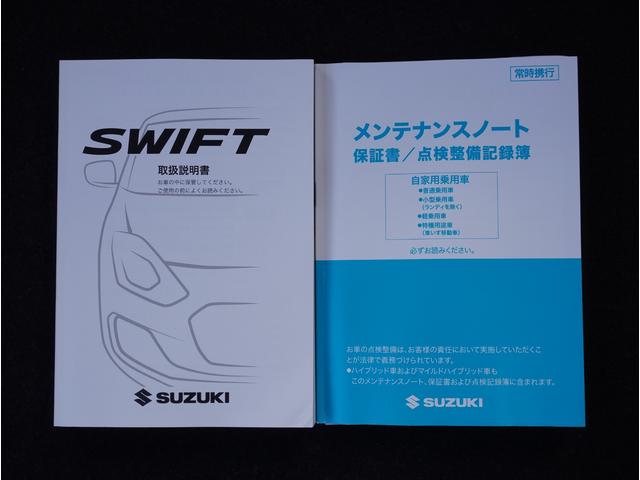 SWIFT
取扱説明書
お車の中に保管してください。
ご使用の前によくお読みください。
SUZUKI
常時携行
メンテナンスノート
保証書/点検整備記録簿
自家用乗用車
●普通乗用車
●小型乗用車
(ランディを除く)
●軽乗用車
●特種用途車
(車いす移動車)
必ずお読みください。
お車の点検整備は、お客様の責任において実施していただくこ
とが法律で義務づけられています。
●ハイブリッド車およびマイルドハイブリッド車も
このメンテナンスノート、保証書および点検記録簿に含まれます。
SUZUKI